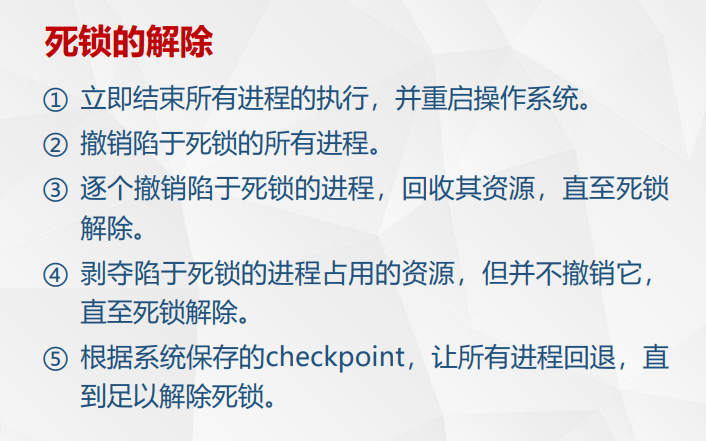 死锁的解除
① 立即结束所有进程的执行，并重启操作系统。
② 撤销陷于死锁的所有进程。
③ 逐个撤销陷于死锁的进程，回收其资源，直至死锁
解除。
④ 剥夺陷于死锁的进程占用的资源，但并不撤销它，
直至死锁解除。
⑤ 根据系统保存的checkpoint，让所有进程回退，直
到足以解除死锁。